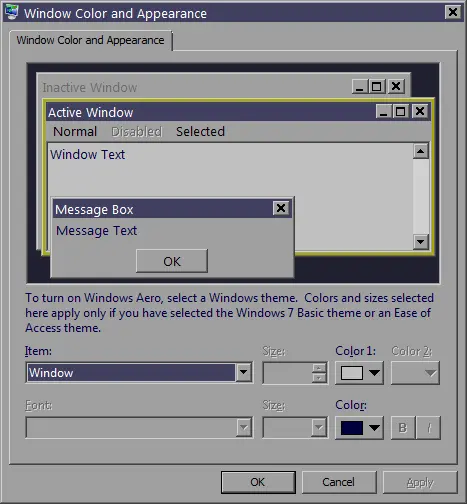 Window Color and Appearance
Window Color and Appearance
Inactive Window
Active Window
Normal Disabled Selected
Window Text
Message Box
Message Text
OK
To turn on Windows Aero, select a Windows theme. Colors and sizes selected
here apply only if you have selected the Windows 7 Basic theme or an Ease of
Access theme.
Item: Size: Color 1: Color 2:
Window
Font: Size: Color:
B I
OK Cancel Apply